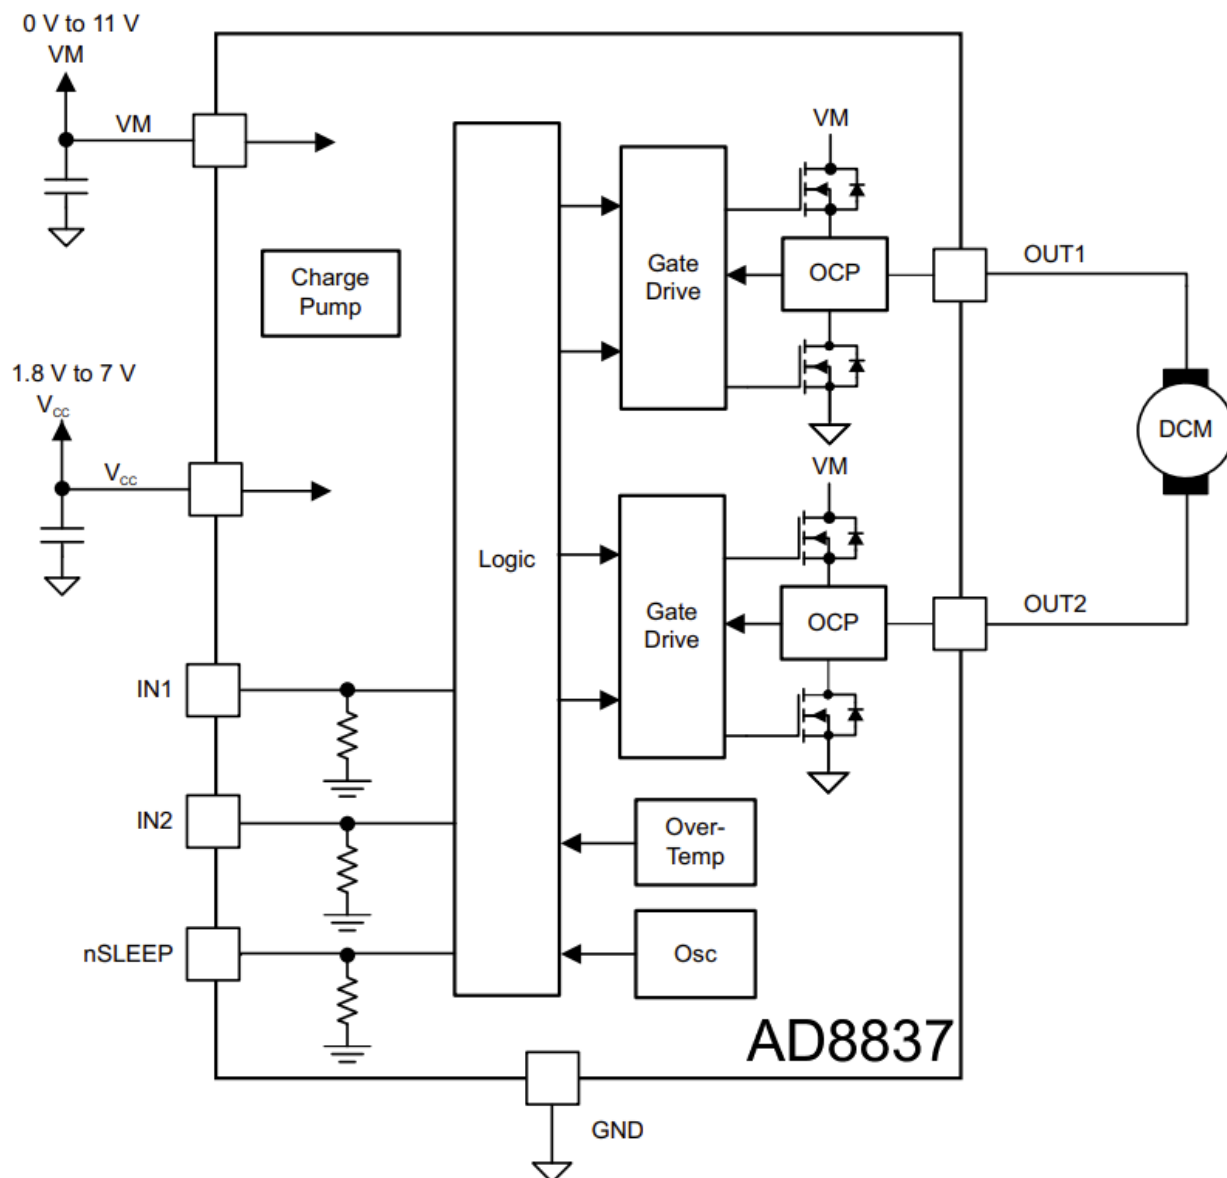 0 V to 11 V
VM
VM
VM
Gate
Drive
OCP
OUT1
Charge
Pump
1.8 V to 7 V
Vcc
Vcc
DCM
VM
Logic
Gate
Drive
OCP
OUT2
IN1
IN2
Over-
Temp
nSLEEP
Osc
AD8837
GND